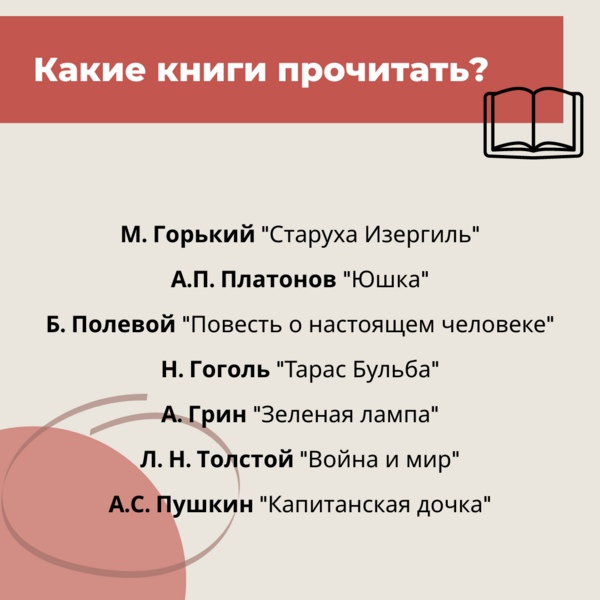 Какие книги прочитать?
М. Горький "Старуха Изергиль"
А.П. Платонов "Юшка"
Б. Полевой "Повесть о настоящем человеке"
Н. Гоголь "Тарас Бульба"
А. Грин "Зеленая лампа"
Л. Н. Толстой "Война и мир"
А.С. Пушкин "Капитанская дочка"